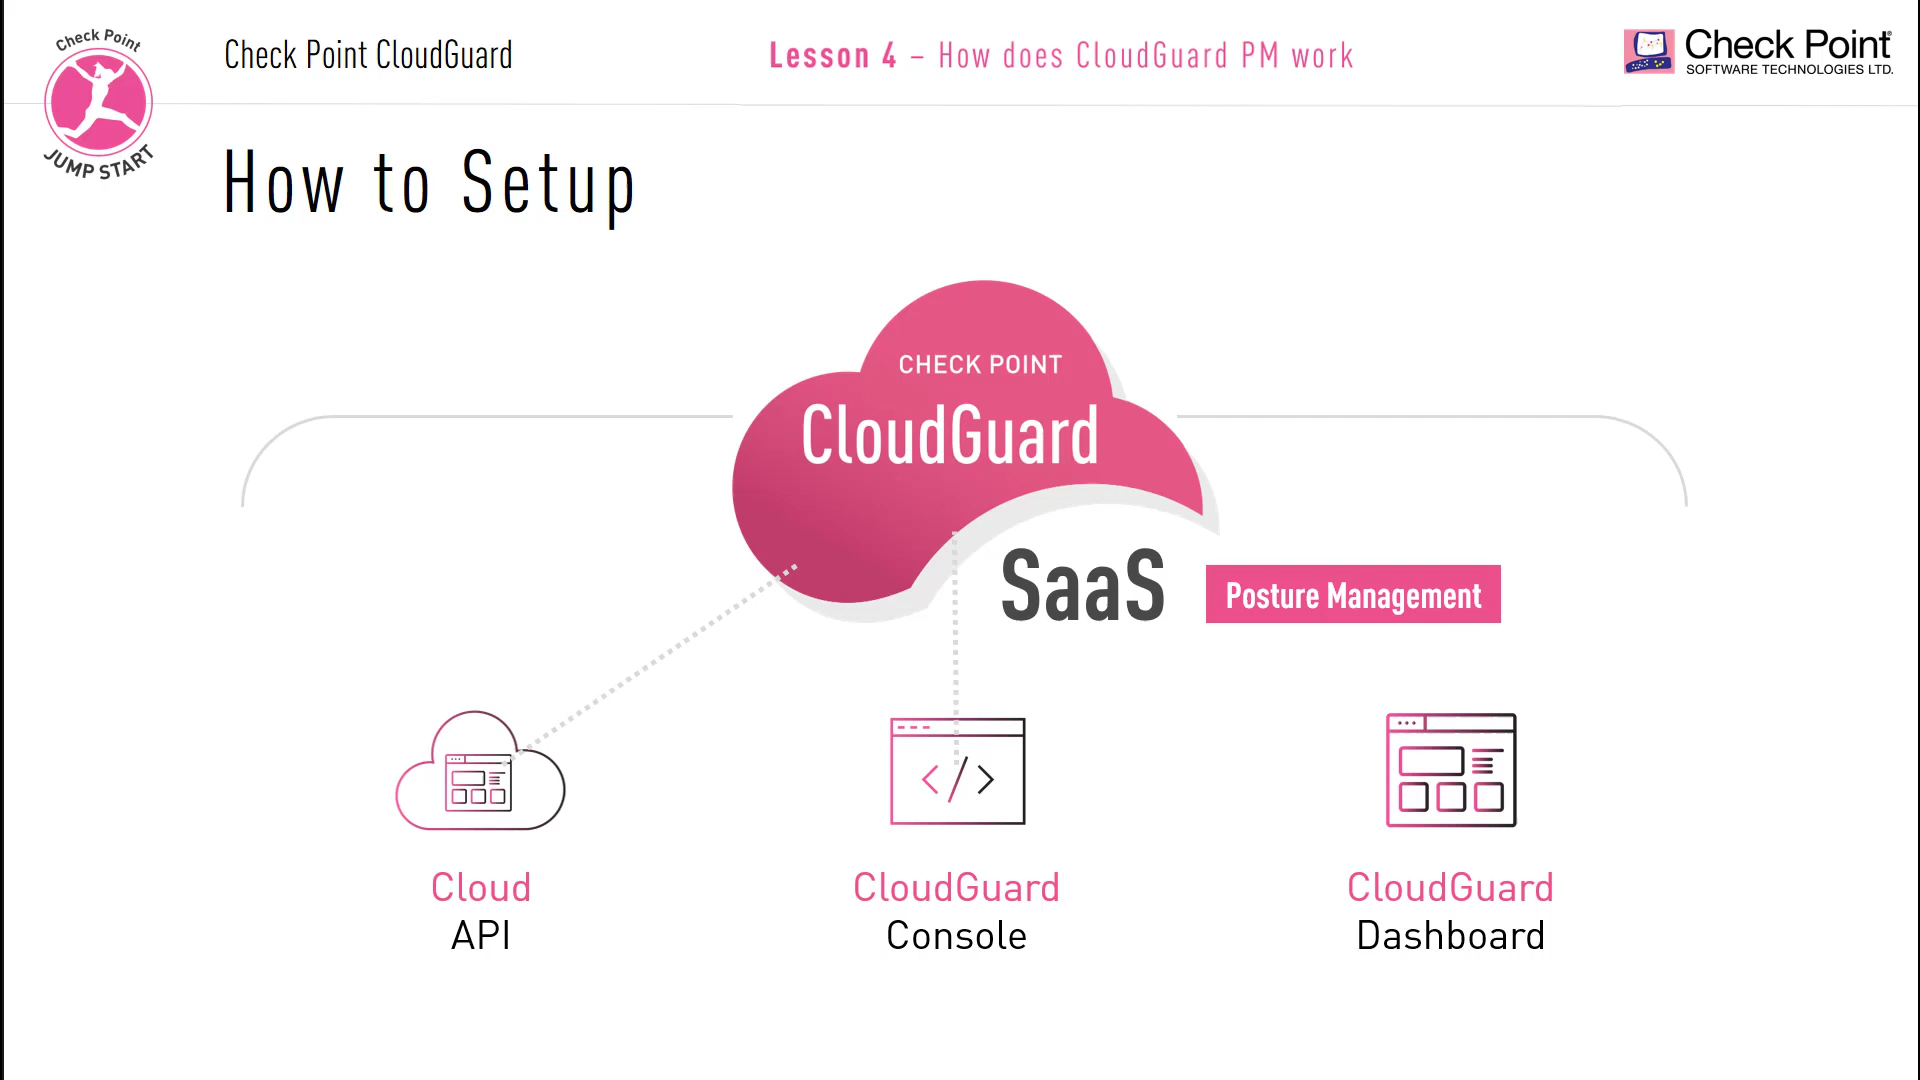 Check Point
JUMP START
Check Point CloudGuard
Lesson 4 – How does CloudGuard PM work
Check Point
SOFTWARE TECHNOLOGIES LTD.
How to Setup
CHECK POINT
CloudGuard
SaaS
Posture Management
</>
Cloud
API
CloudGuard
Console
CloudGuard
Dashboard